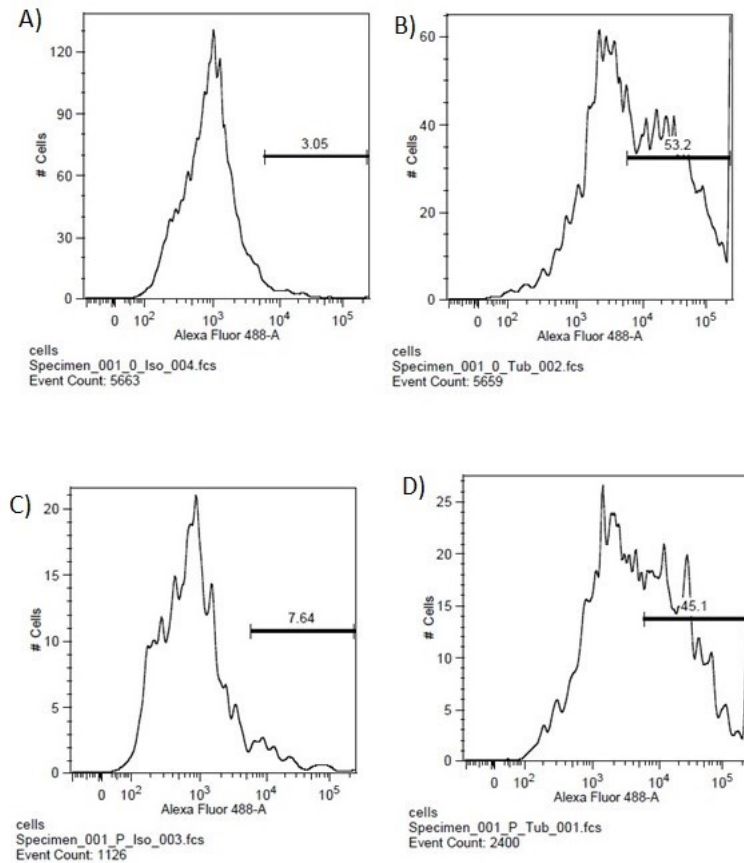 A)
120
90
60
30
0
# Cells
3.05
0 10² 10³ 10⁴ 10⁵
Alexa Fluor 488-A
cells
Specimen_001_0_Iso_004.fcs
Event Count: 5663
B)
60
40
20
0
# Cells
53.2
0 10² 10³ 10⁴ 10⁵
Alexa Fluor 488-A
cells
Specimen_001_0_Tub_002.fcs
Event Count: 5659
C)
20
15
10
5
0
# Cells
7.64
0 10² 10³ 10⁴ 10⁵
Alexa Fluor 488-A
cells
Specimen_001_P_Iso_003.fcs
Event Count: 1126
D)
25
20
15
10
5
0
# Cells
45.1
0 10² 10³ 10⁴ 10⁵
Alexa Fluor 488-A
cells
Specimen_001_P_Tub_001.fcs
Event Count: 2400